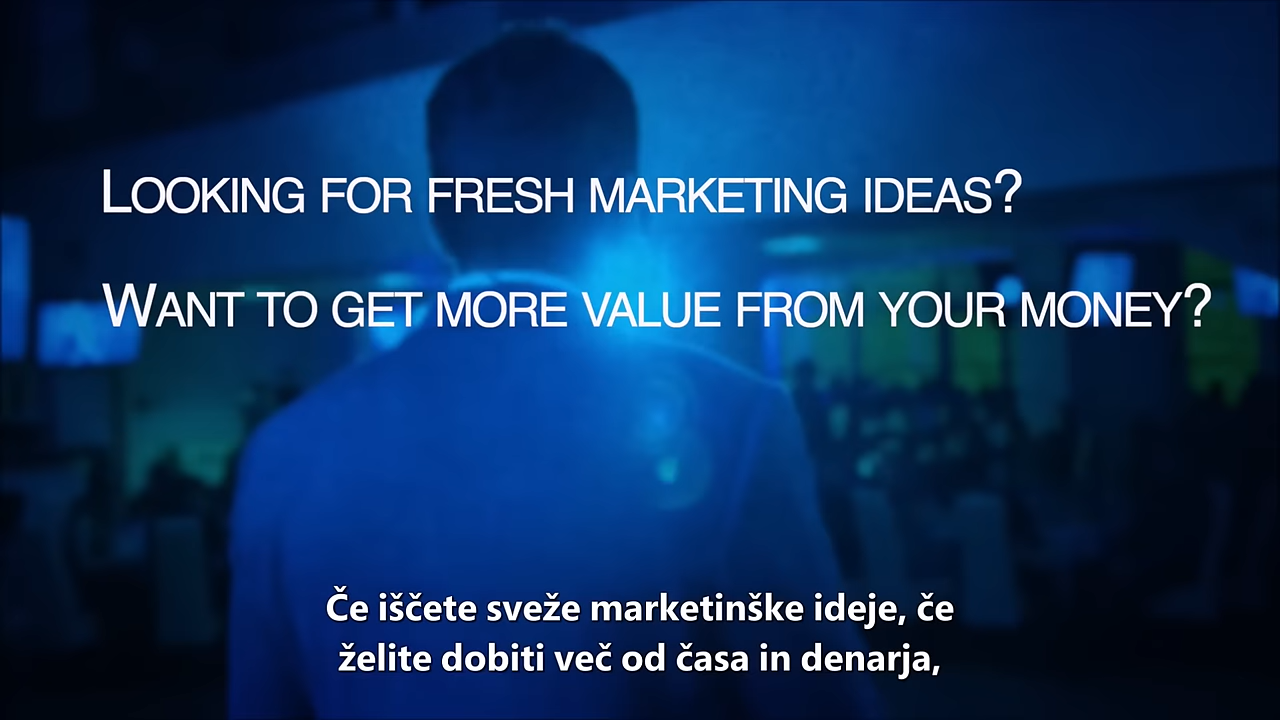 Looking for fresh marketing ideas?
Want to get more value from your money?
Če iščete sveže marketinške ideje, če
želite dobiti več od časa in denarja,